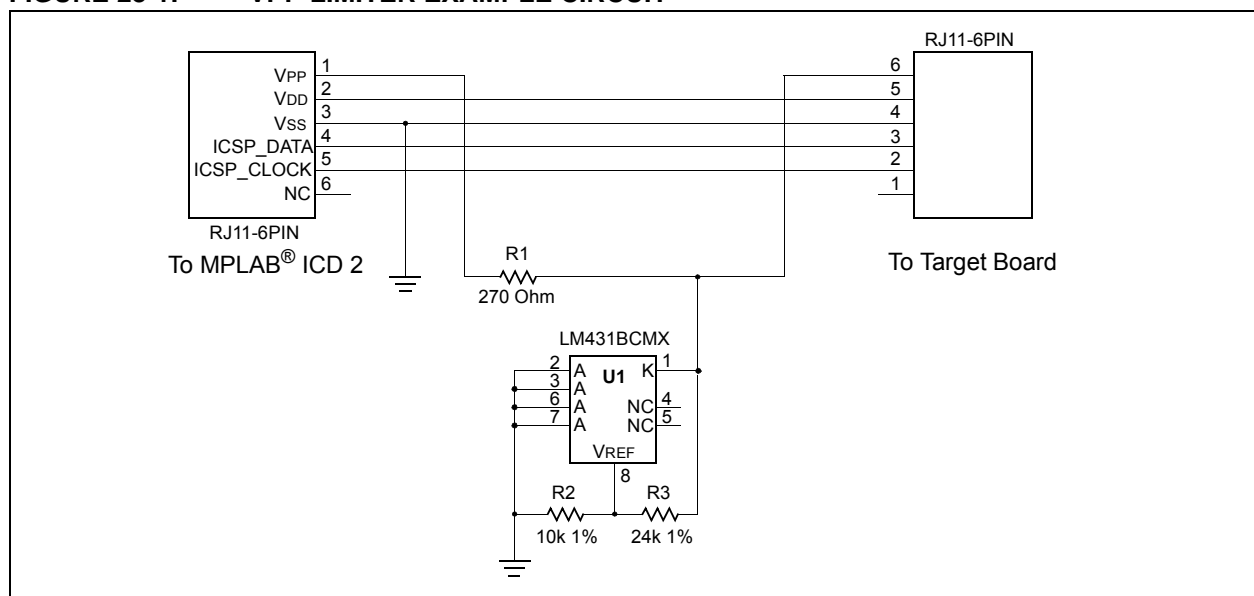 FIGURE 28-1: VPP LIMITER EXAMPLE CIRCUIT
RJ11-6PIN
VPP 1
VDD 2
VSS 3
ICSP_DATA 4
ICSP_CLOCK 5
NC 6
6
5
4
3
2
1
RJ11-6PIN
To MPLAB® ICD 2
To Target Board
R1
270 Ohm
LM431BCMX
2 A
3 A
6 A
7 A
U1
K 1
NC 4
NC 5
VREF
8
R2
10k 1%
R3
24k 1%